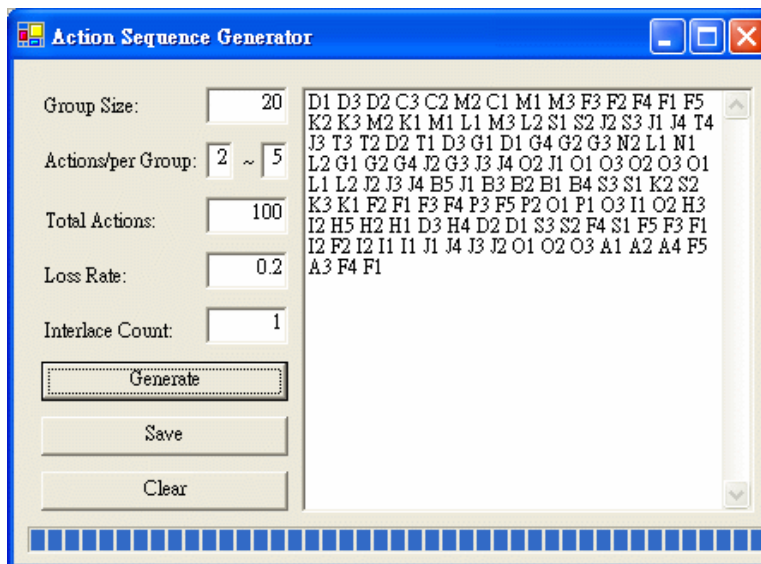 Action Sequence Generator
Group Size: 20
Actions/per Group: 2 ~ 5
Total Actions: 100
Loss Rate: 0.2
Interlace Count: 1
Generate
Save
Clear
D1 D3 D2 C3 C2 M2 C1 M1 M3 F3 F2 F4 F1 F5
K2 K3 M2 K1 M1 L1 M3 L2 S1 S2 J2 S3 J1 J4 T4
J3 T3 T2 D2 T1 D3 G1 D1 G4 G2 G3 N2 L1 N1
L2 G1 G2 G4 J2 G3 J3 J4 O2 J1 O1 O3 O2 O3 O1
L1 L2 J2 J3 J4 B5 J1 B3 B2 B1 B4 S3 S1 K2 S2
K3 K1 F2 F1 F3 F4 P3 F5 P2 O1 P1 O3 I1 O2 H3
I2 H5 H2 H1 D3 H4 D2 D1 S3 S2 F4 S1 F5 F3 F1
I2 F2 I2 I1 I1 J1 J4 J3 J2 O1 O2 O3 A1 A2 A4 F5
A3 F4 F1